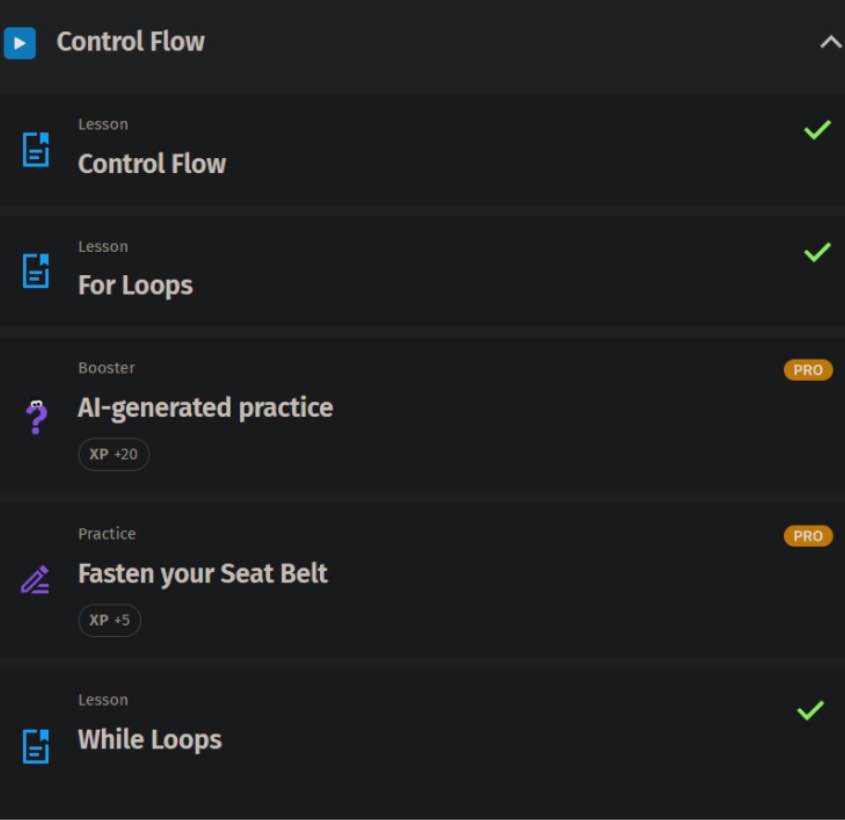 Control Flow
Lesson
Control Flow
Lesson
For Loops
Booster
PRO
AI-generated practice
XP +20
Practice
PRO
Fasten your Seat Belt
XP +5
Lesson
While Loops